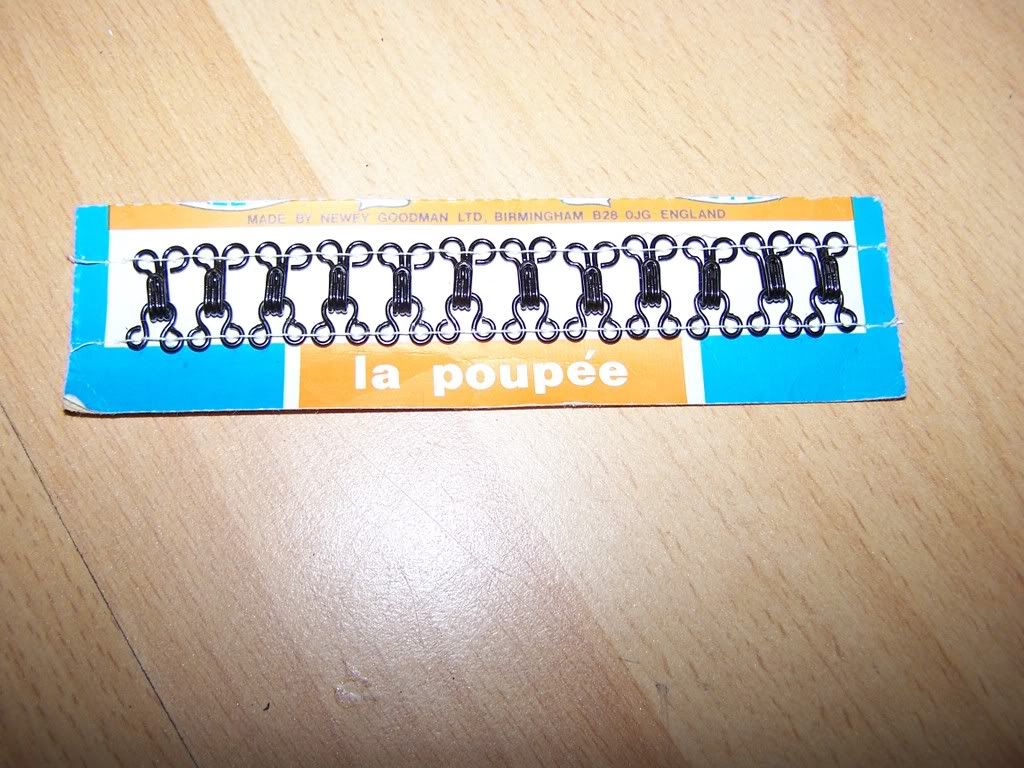 MADE BY NEWEY GOODMAN LTD, BIRMINGHAM B28 0JG ENGLAND
la poupée